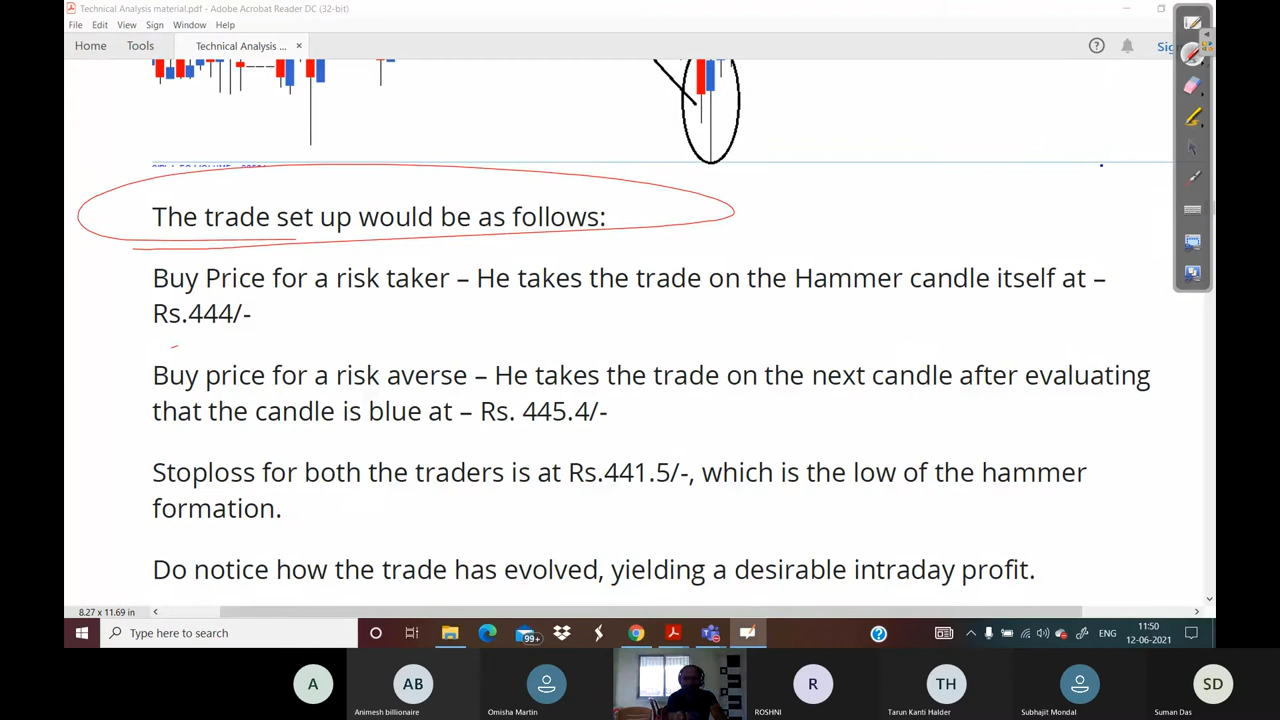 Technical Analysis material.pdf - Adobe Acrobat Reader DC (32-bit)
File Edit View Sign Window Help
Home Tools Technical Analysis ... ×
The trade set up would be as follows:
Buy Price for a risk taker – He takes the trade on the Hammer candle itself at –
Rs.444/-
Buy price for a risk averse – He takes the trade on the next candle after evaluating
that the candle is blue at – Rs. 445.4/-
Stoploss for both the traders is at Rs.441.5/-, which is the low of the hammer
formation.
Do notice how the trade has evolved, yielding a desirable intraday profit.
8.27 x 11.69 in
Type here to search
99+
ENG
11:50
12-06-2021
A AB R TH SD
Animesh billionaire Omisha Martin ROSHNI Tarun Kanti Halder Subhajit Mondal Suman Das